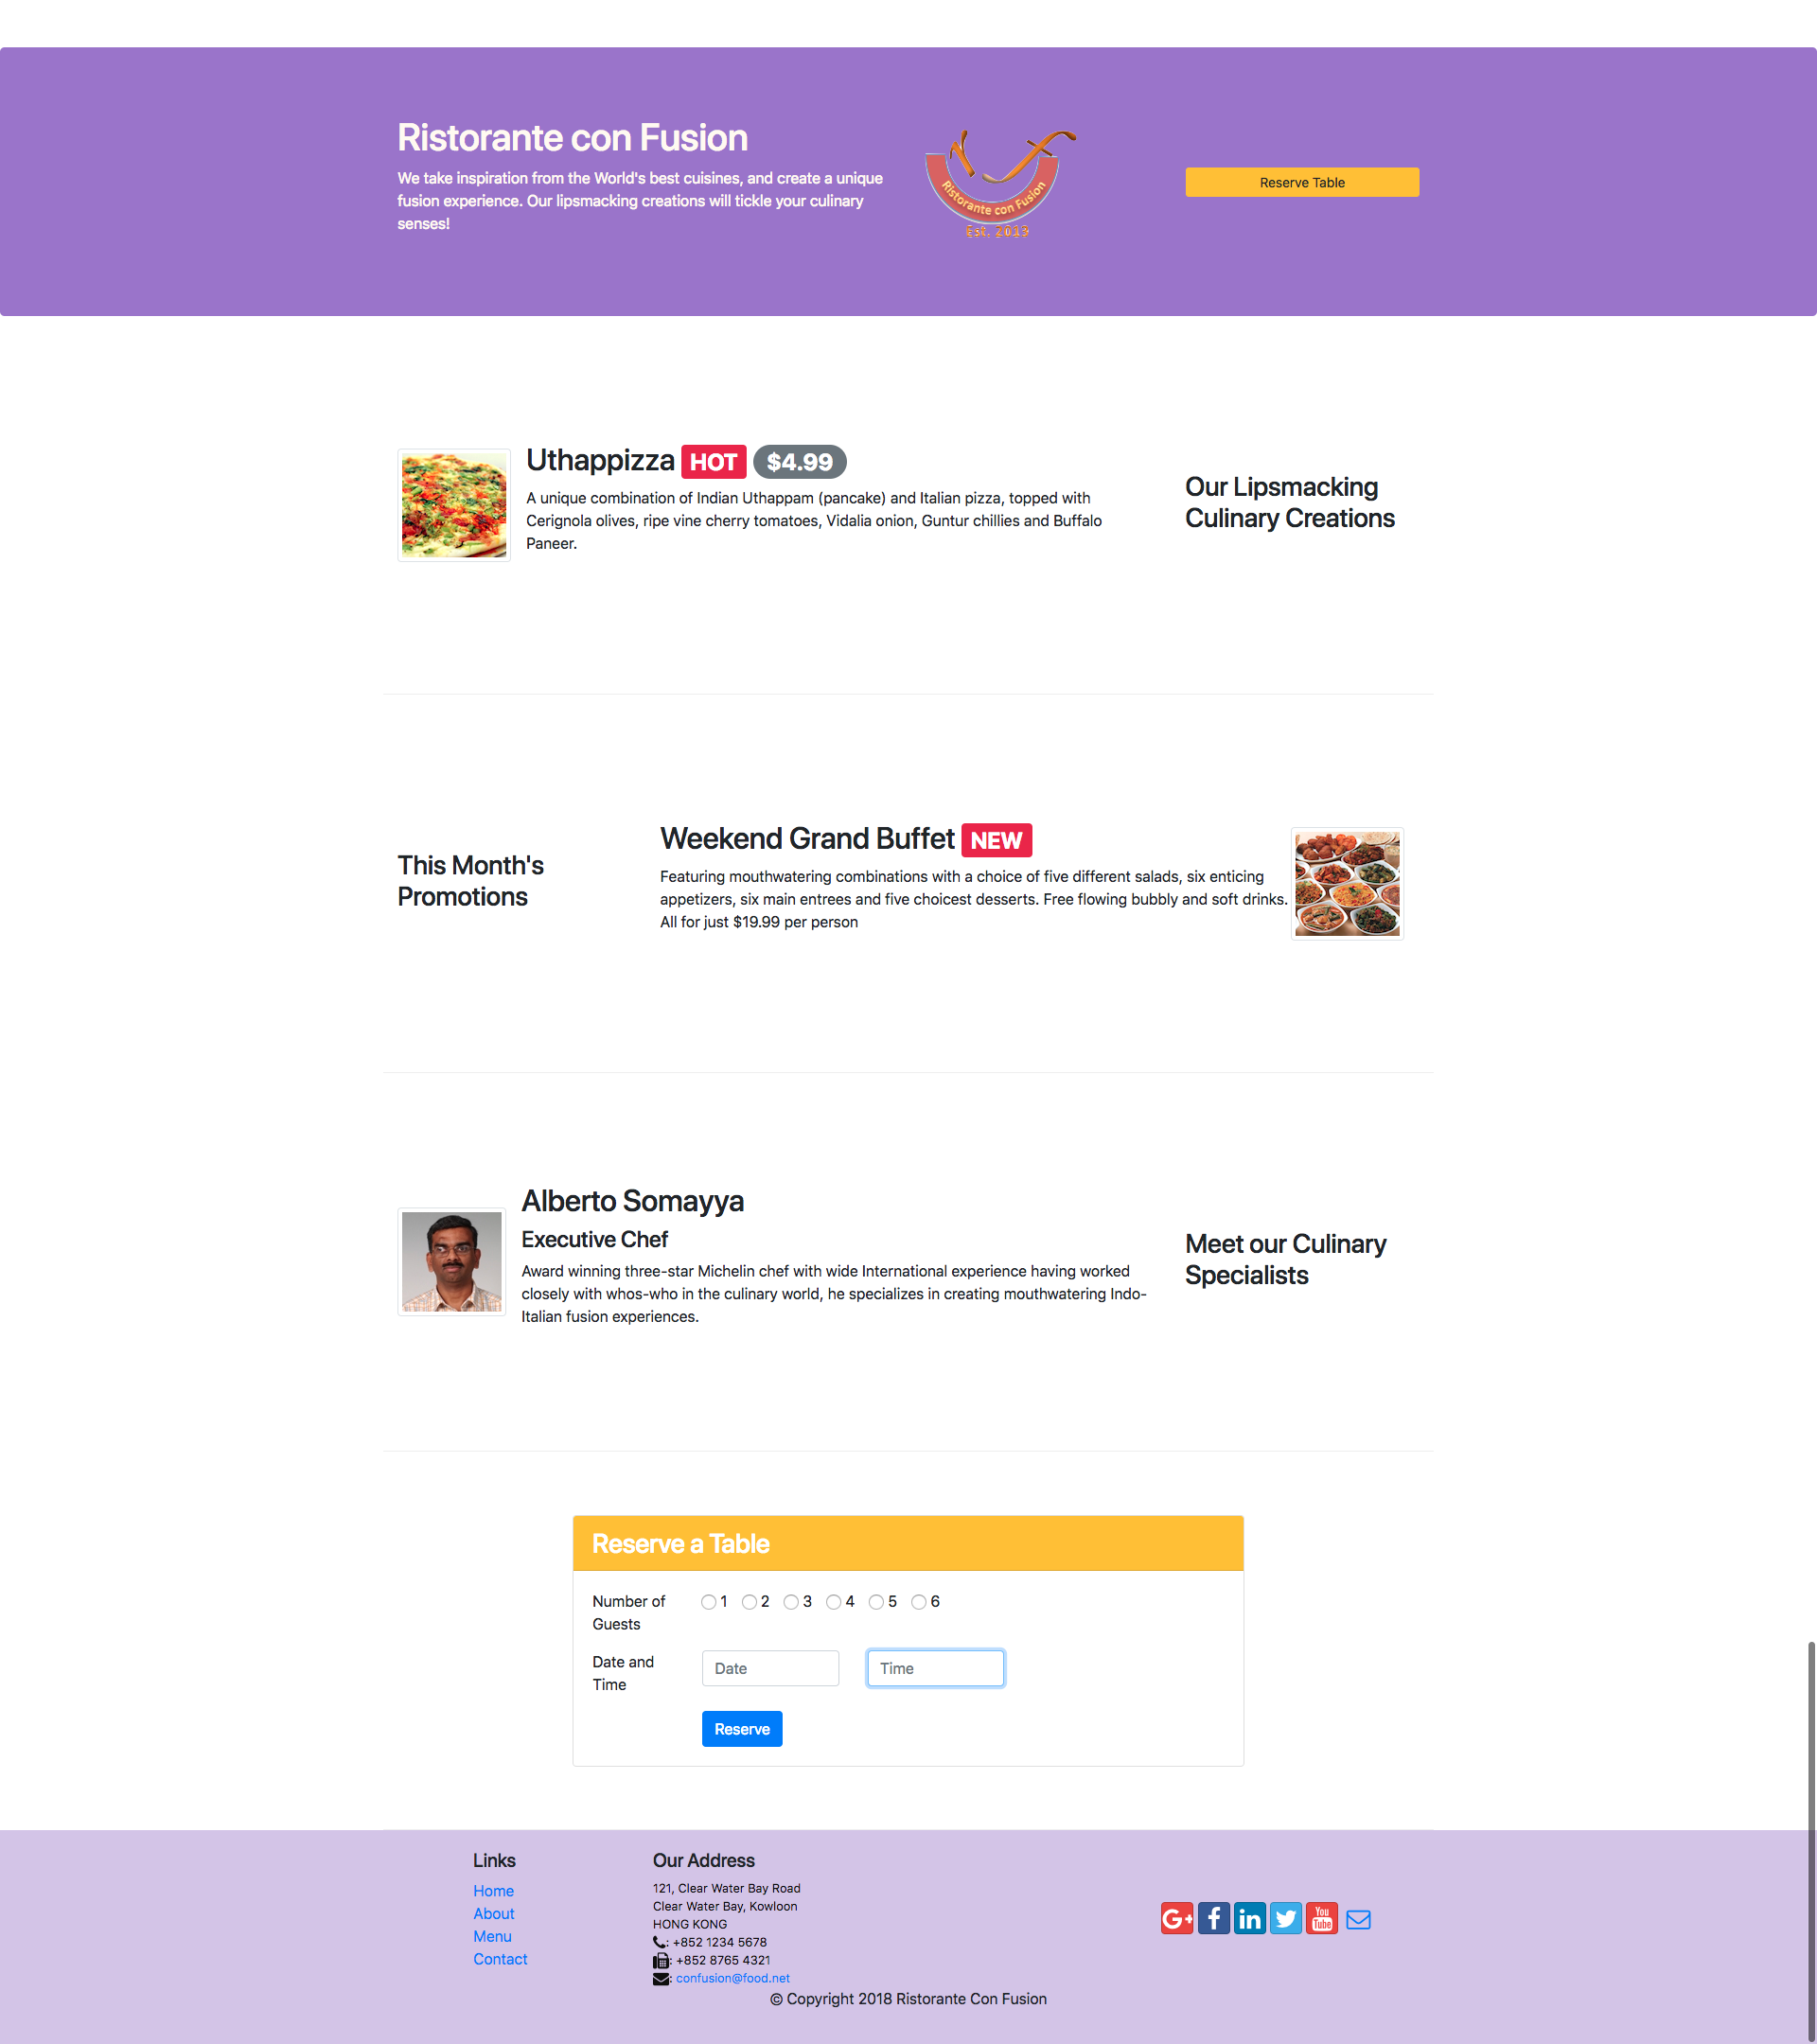 Ristorante con Fusion
We take inspiration from the World's best cuisines, and create a unique
fusion experience. Our lipsmacking creations will tickle your culinary
senses!
Ristorante con Fusion
Est. 2013
Reserve Table
Uthappizza HOT $4.99
A unique combination of Indian Uthappam (pancake) and Italian pizza, topped with
Cerignola olives, ripe vine cherry tomatoes, Vidalia onion, Guntur chillies and Buffalo
Paneer.
Our Lipsmacking
Culinary Creations
This Month's
Promotions
Weekend Grand Buffet NEW
Featuring mouthwatering combinations with a choice of five different salads, six enticing
appetizers, six main entrees and five choicest desserts. Free flowing bubbly and soft drinks.
All for just $19.99 per person
Alberto Somayya
Executive Chef
Award winning three-star Michelin chef with wide International experience having worked
closely with whos-who in the culinary world, he specializes in creating mouthwatering Indo-
Italian fusion experiences.
Meet our Culinary
Specialists
Reserve a Table
Number of
Guests
1 2 3 4 5 6
Date and
Time
Date
Time
Reserve
Links
Home
About
Menu
Contact
Our Address
121, Clear Water Bay Road
Clear Water Bay, Kowloon
HONG KONG
: +852 1234 5678
: +852 8765 4321
: confusion@food.net
G+ f in You Tube
© Copyright 2018 Ristorante Con Fusion